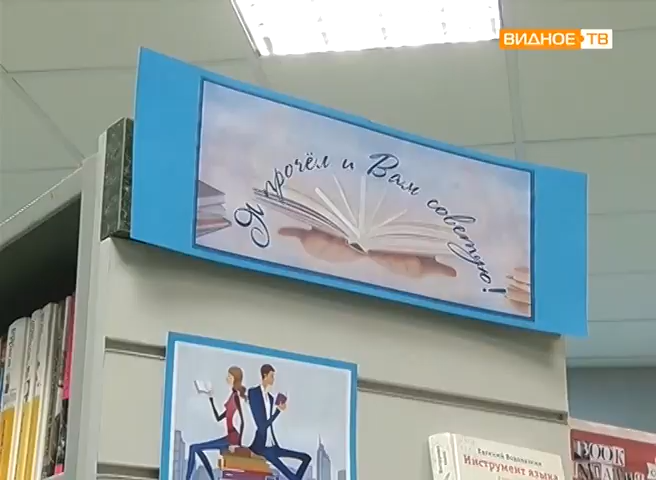 ВИДНОЕ ТВ
Я прочёл и Вам советую!
Евгений Водолазкин
Инструмент языка
BOOK